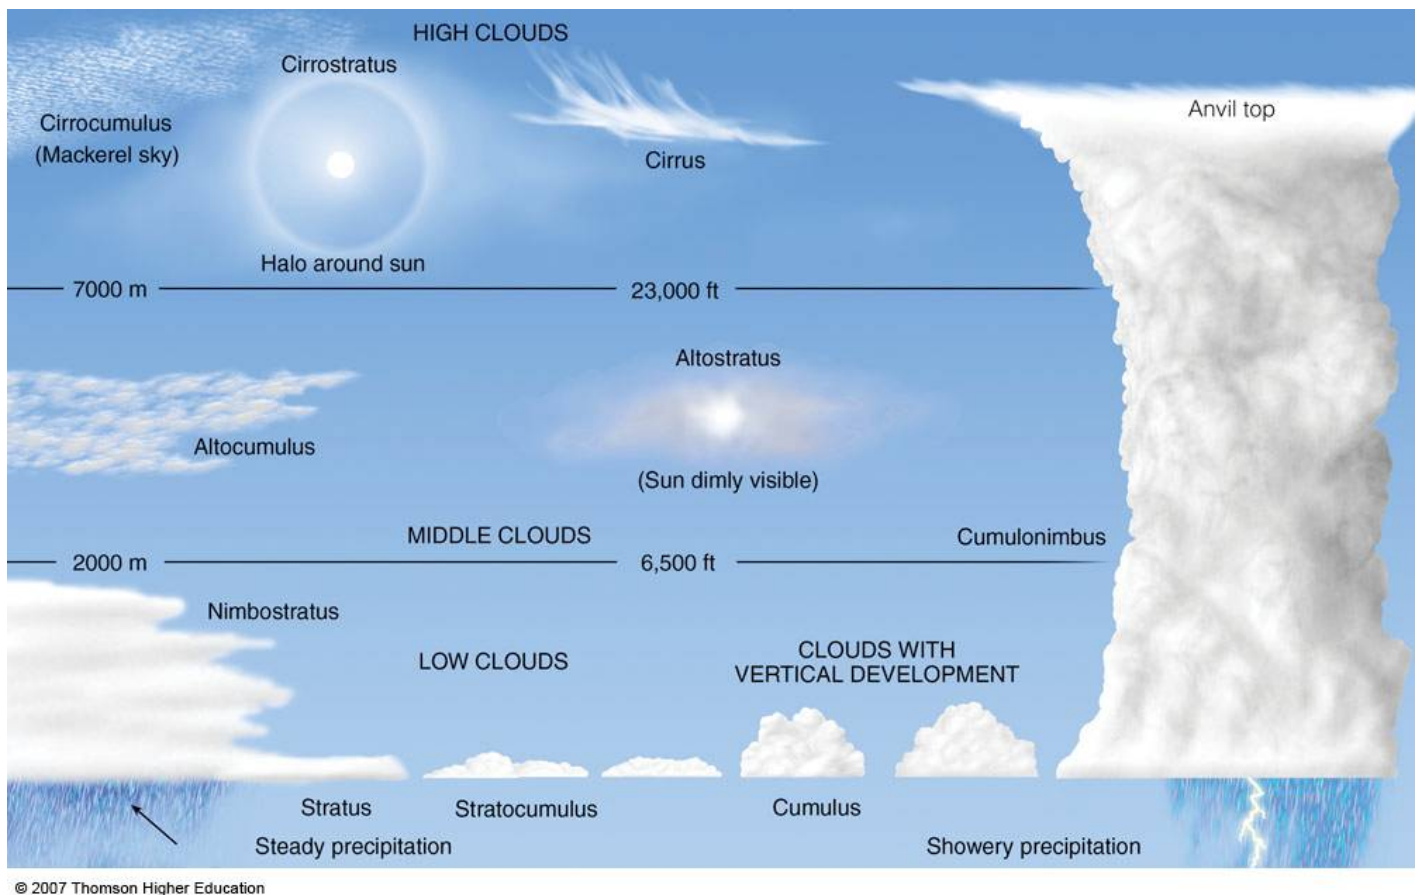 HIGH CLOUDS
Cirrostratus
Cirrocumulus
(Mackerel sky)
Cirrus
Anvil top
Halo around sun
7000 m
23,000 ft
Altostratus
Altocumulus
(Sun dimly visible)
MIDDLE CLOUDS
Cumulonimbus
2000 m
6,500 ft
Nimbostratus
LOW CLOUDS
CLOUDS WITH
VERTICAL DEVELOPMENT
Stratus
Stratocumulus
Cumulus
Steady precipitation
Showery precipitation
© 2007 Thomson Higher Education